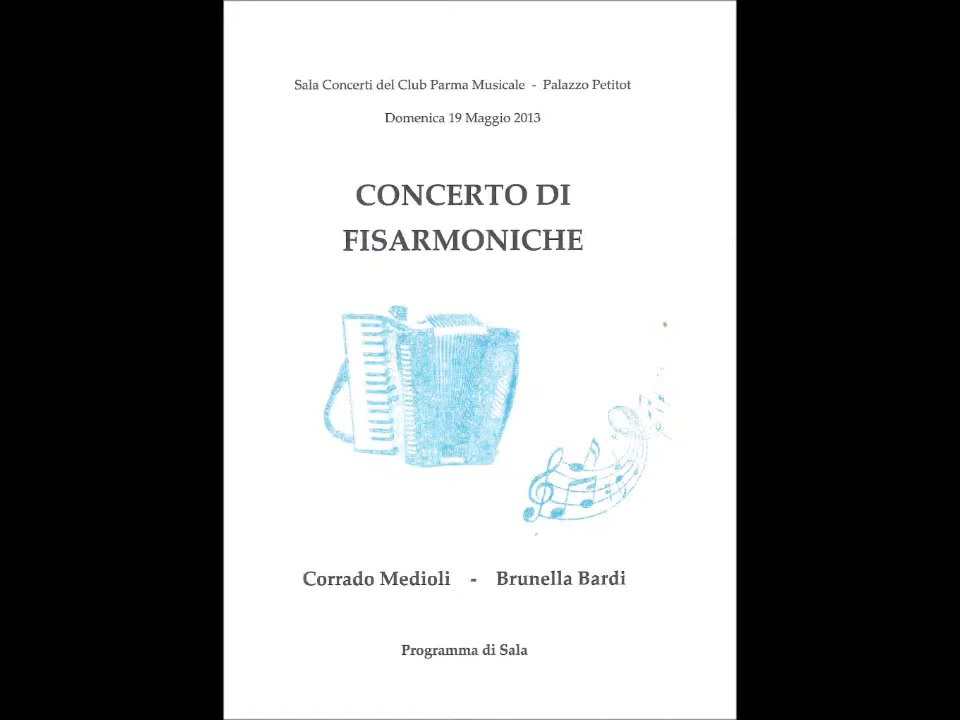 Sala Concerti del Club Parma Musicale - Palazzo Petitot
Domenica 19 Maggio 2013
CONCERTO DI
FISARMONICHE
Corrado Medioli - Brunella Bardi
Programma di Sala